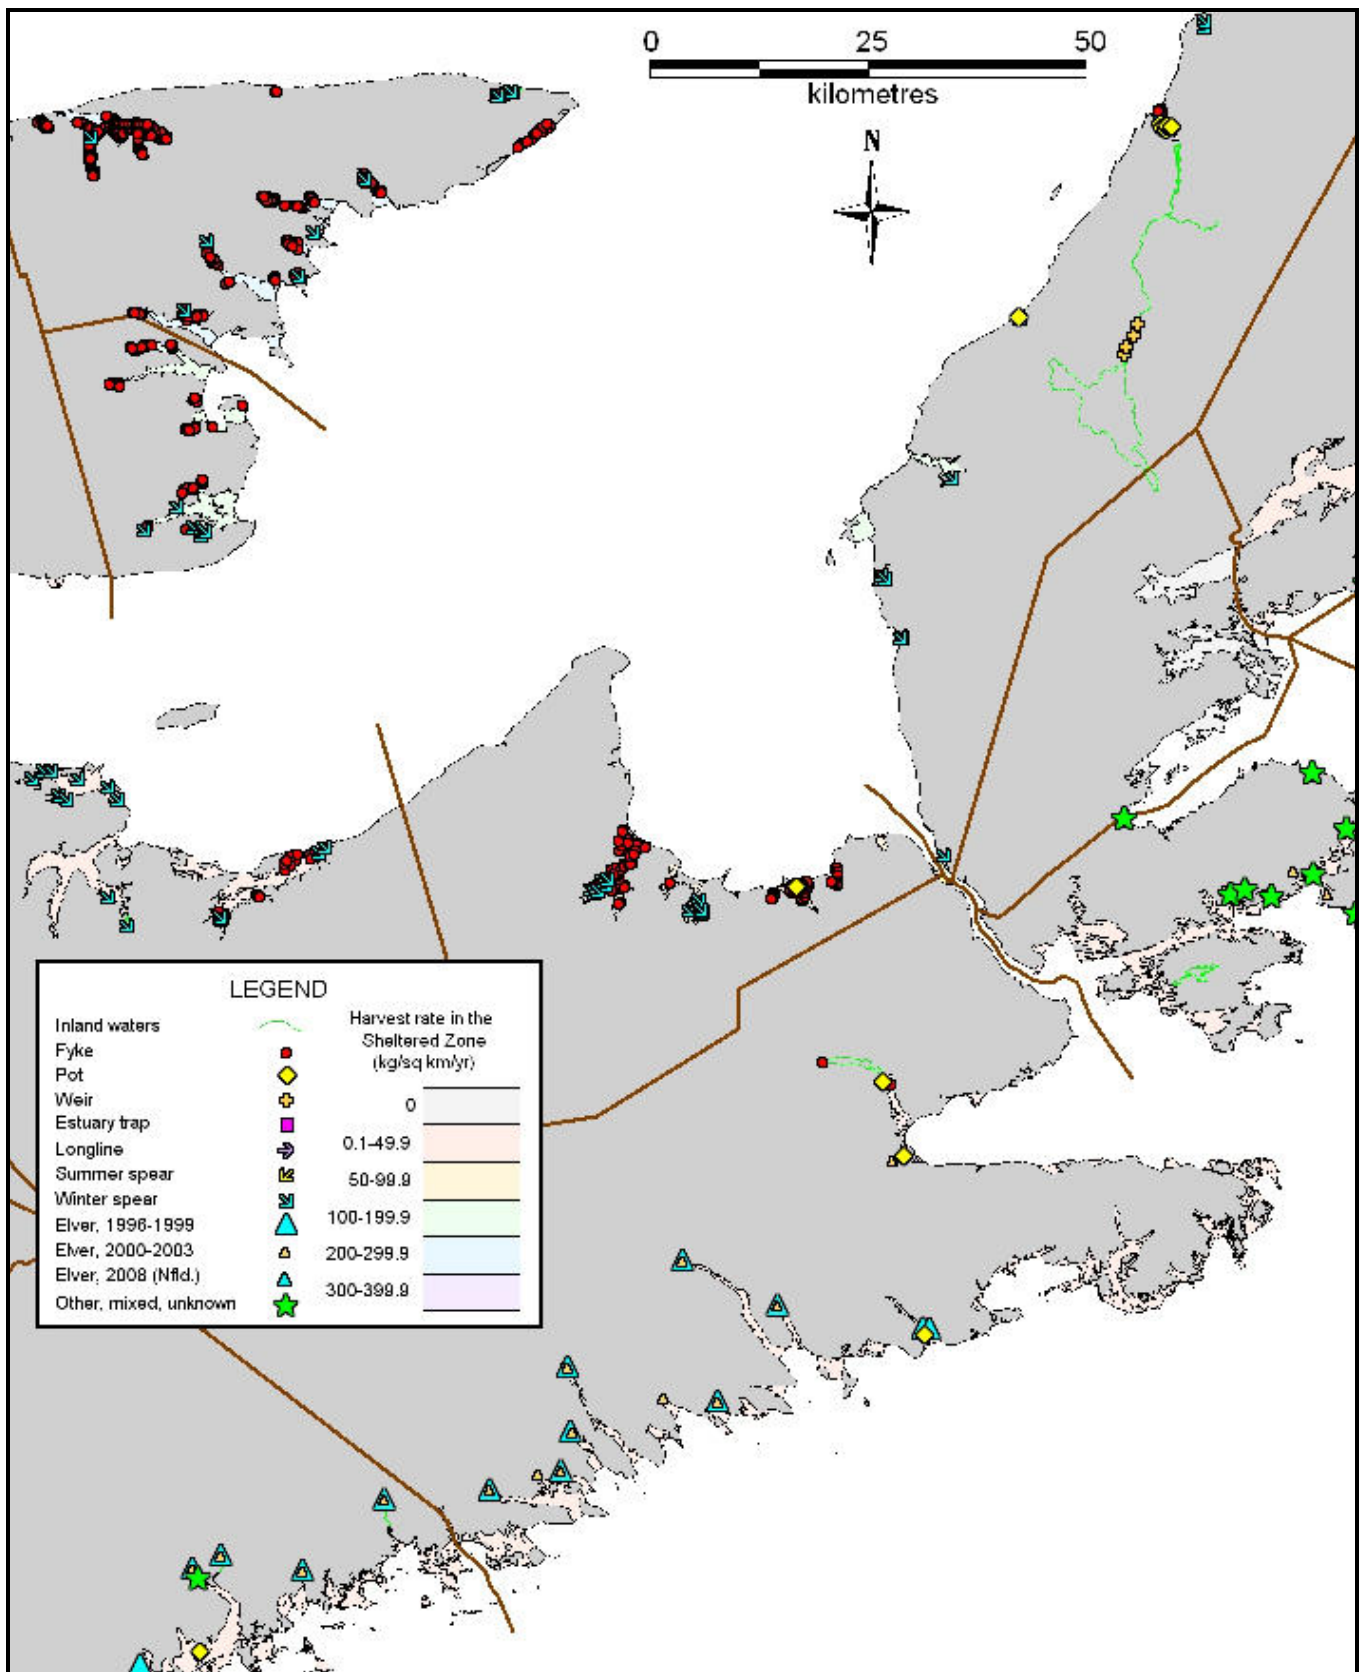 0 25 50
kilometres
N
LEGEND
Inland waters
Fyke
Pot
Weir
Estuary trap
Longline
Summer spear
Winter spear
Elver, 1996-1999
Elver, 2000-2003
Elver, 2008 (Nfld.)
Other, mixed, unknown
Harvest rate in the
Sheltered Zone
(kg/sq km/yr)
0
0.1-49.9
50-99.9
100-199.9
200-299.9
300-399.9